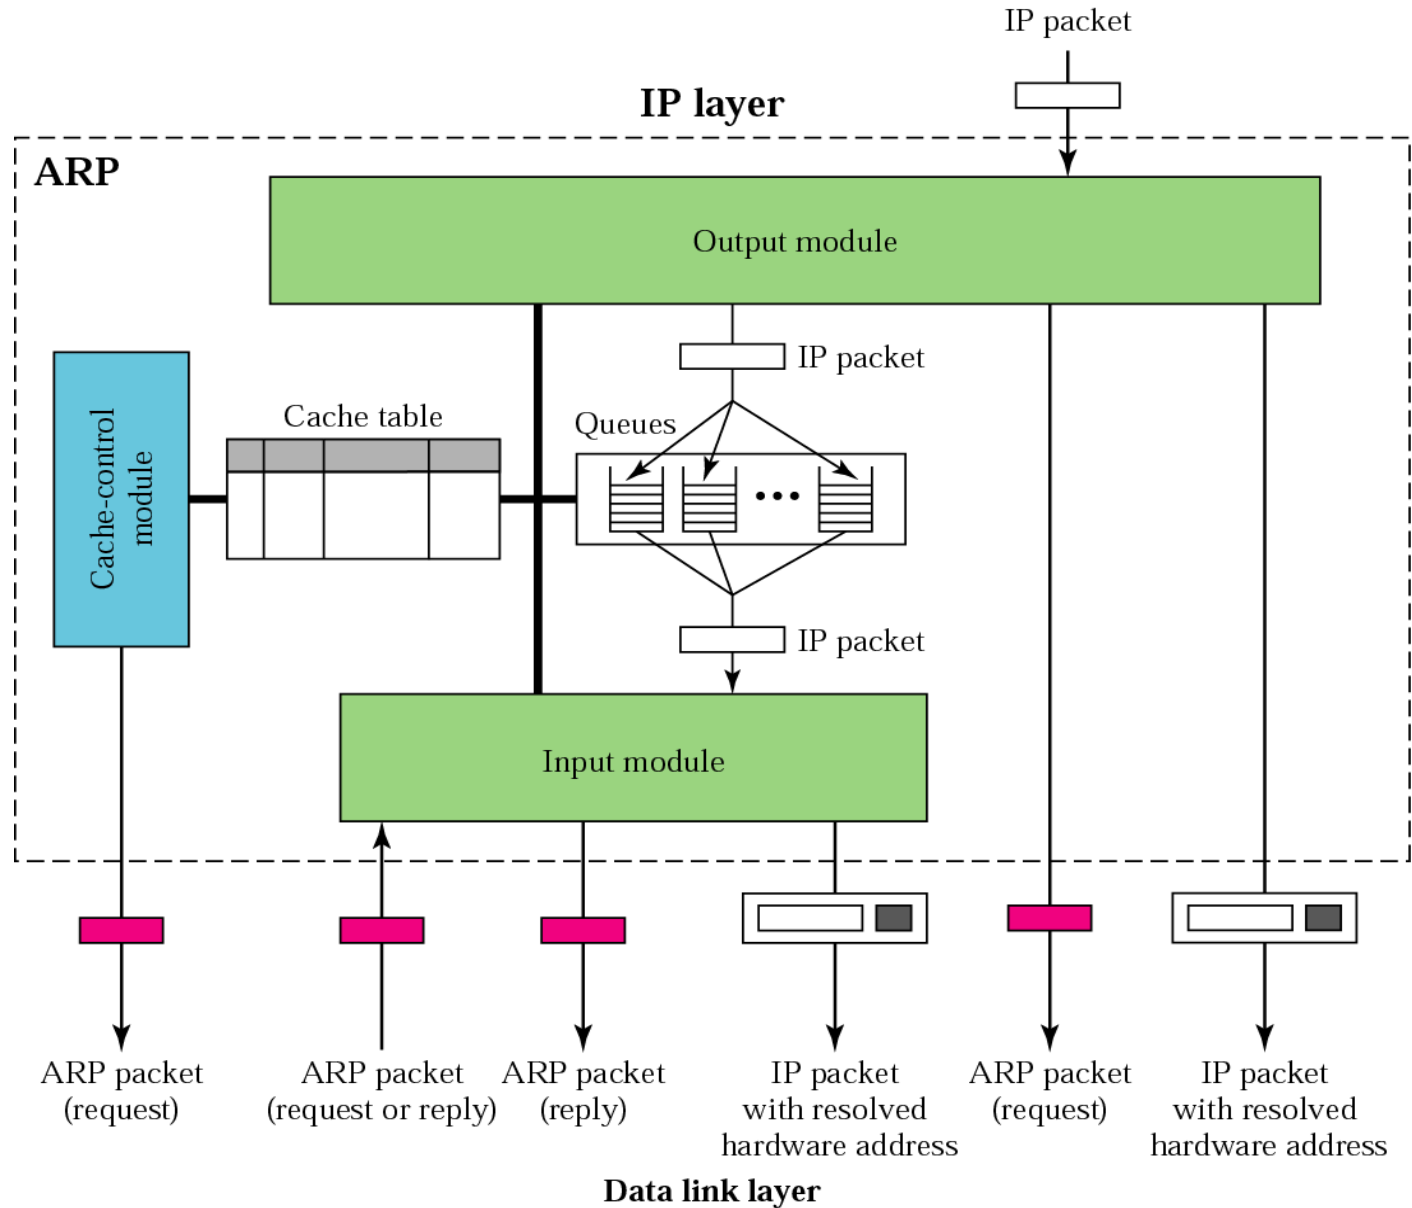 IP packet
IP layer
ARP
Output module
IP packet
Cache table
Queues
Cache-control
module
IP packet
Input module
ARP packet
(request)
ARP packet
(request or reply)
ARP packet
(reply)
IP packet
with resolved
hardware address
ARP packet
(request)
IP packet
with resolved
hardware address
Data link layer